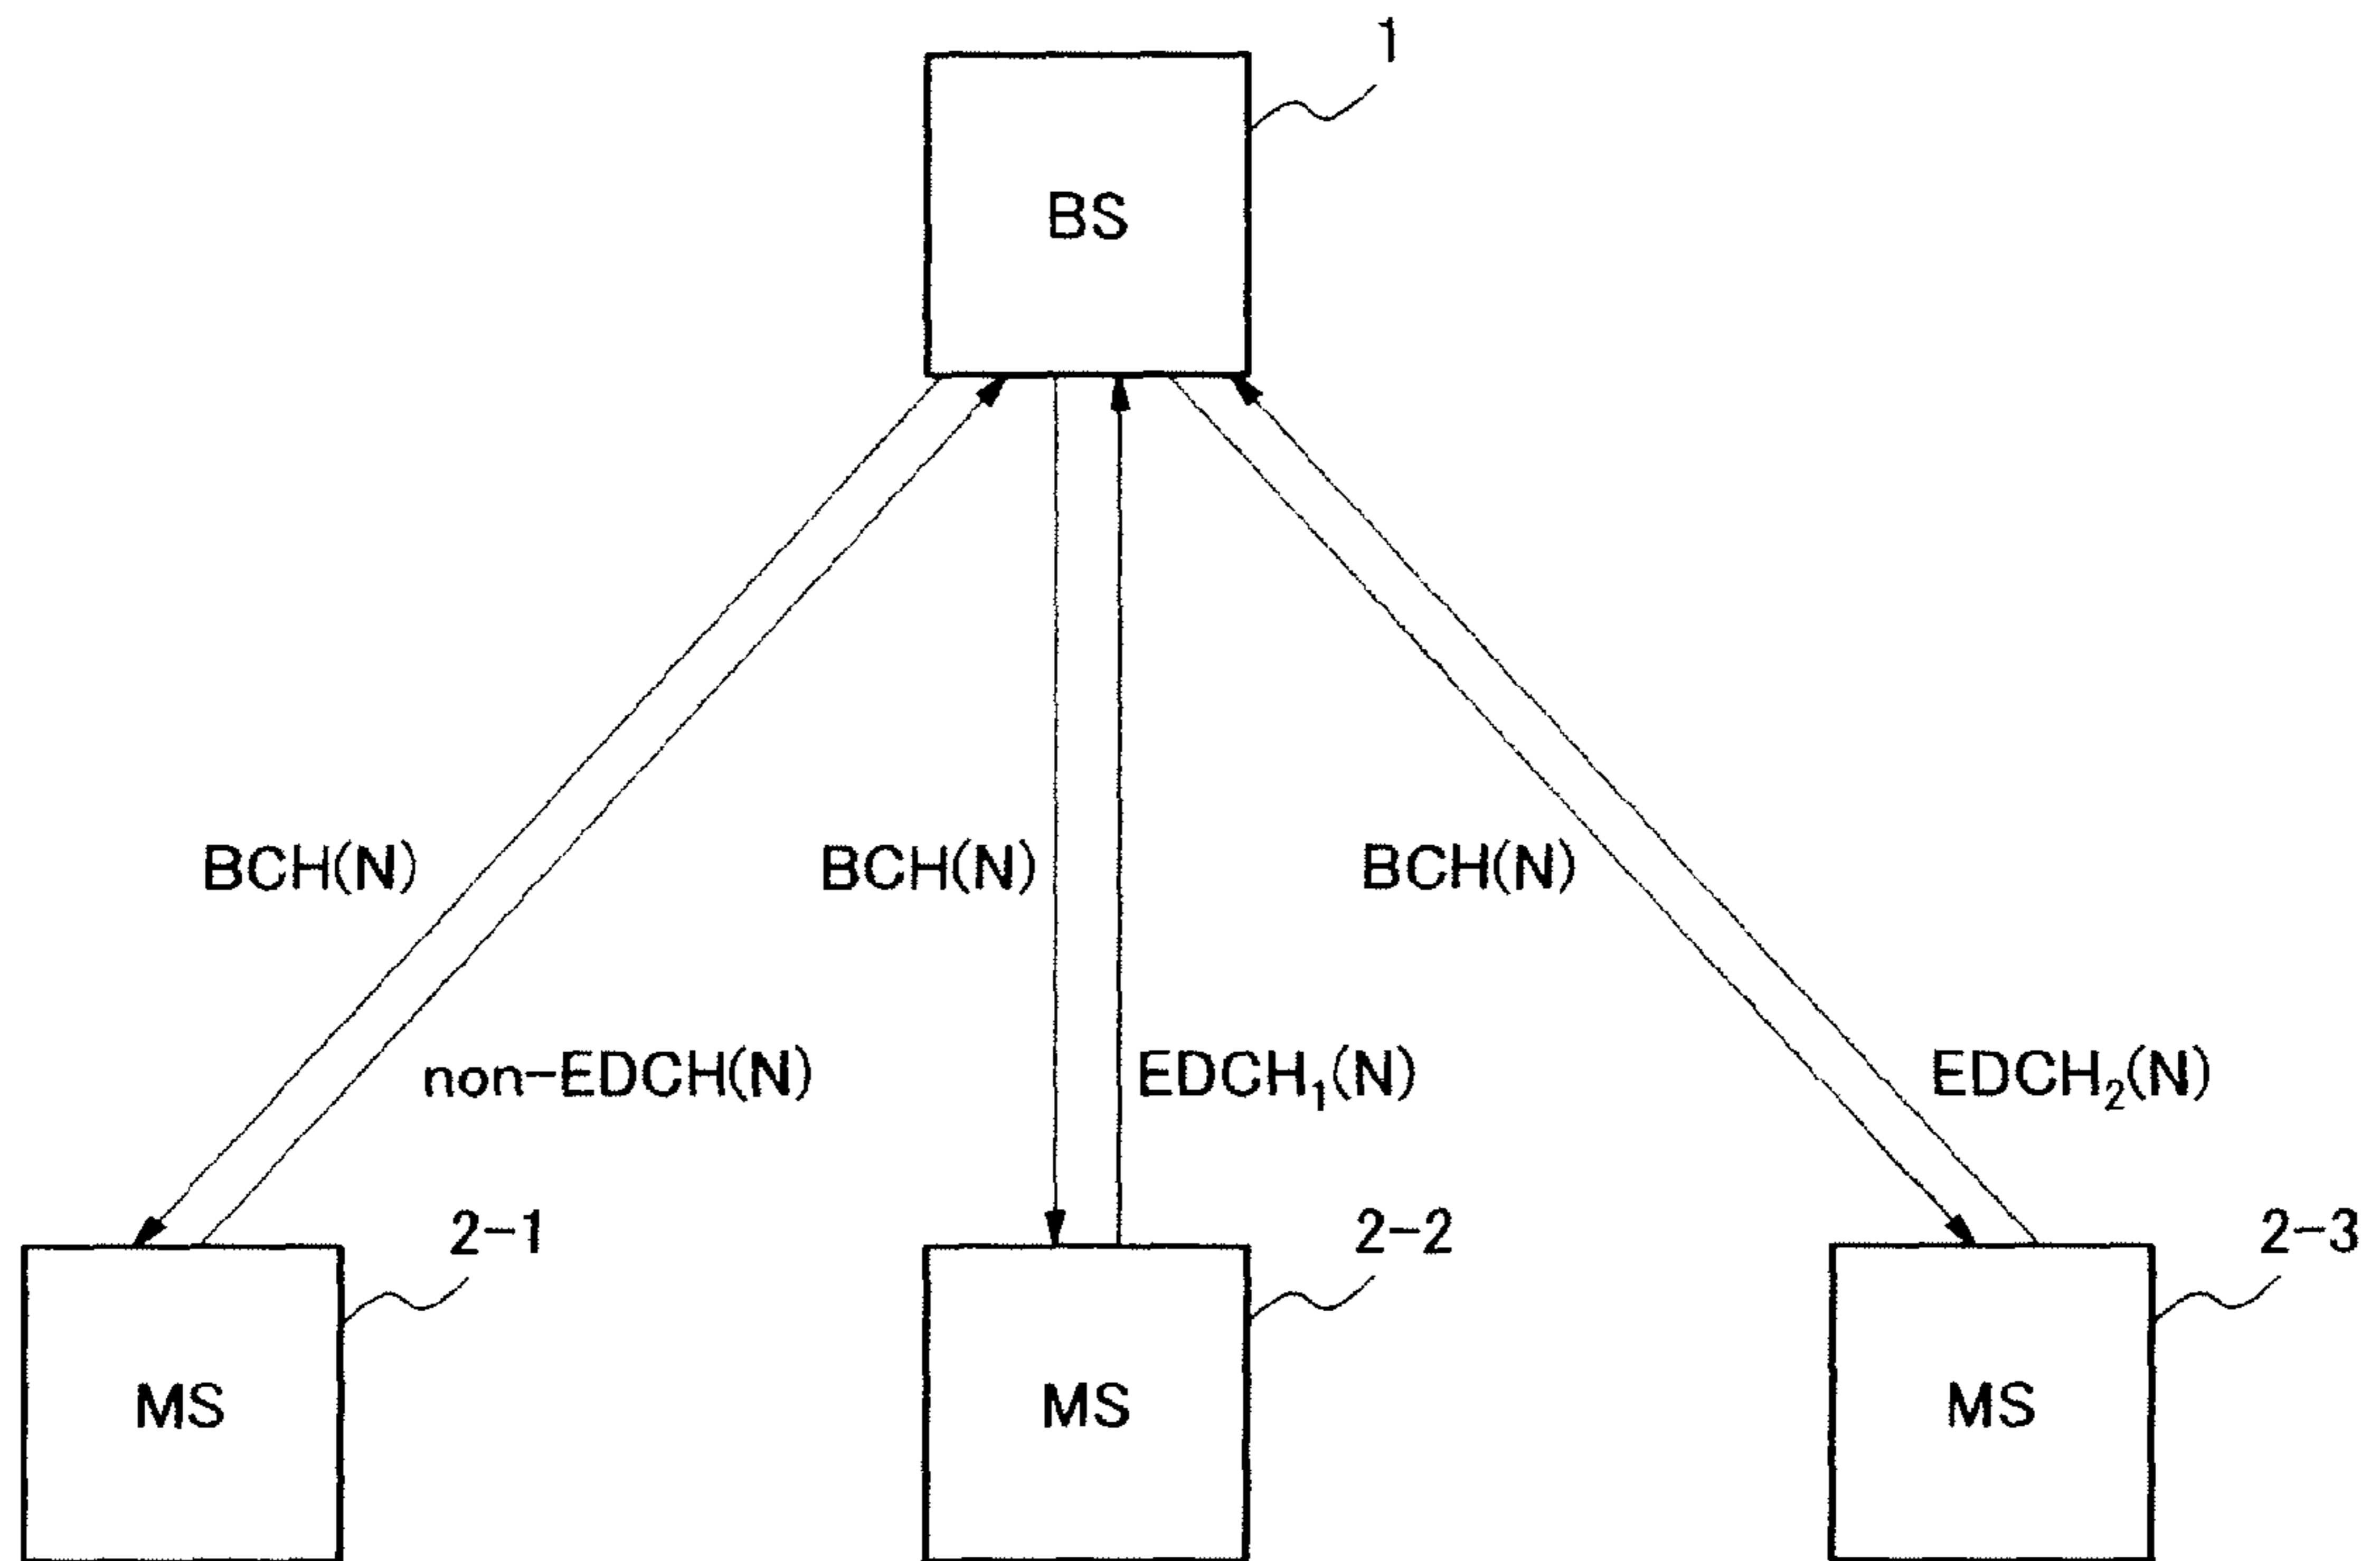 1
BS
BCH(N)
BCH(N)
BCH(N)
non-EDCH(N)
EDCH₁(N)
EDCH₂(N)
2-1
2-2
2-3
MS
MS
MS